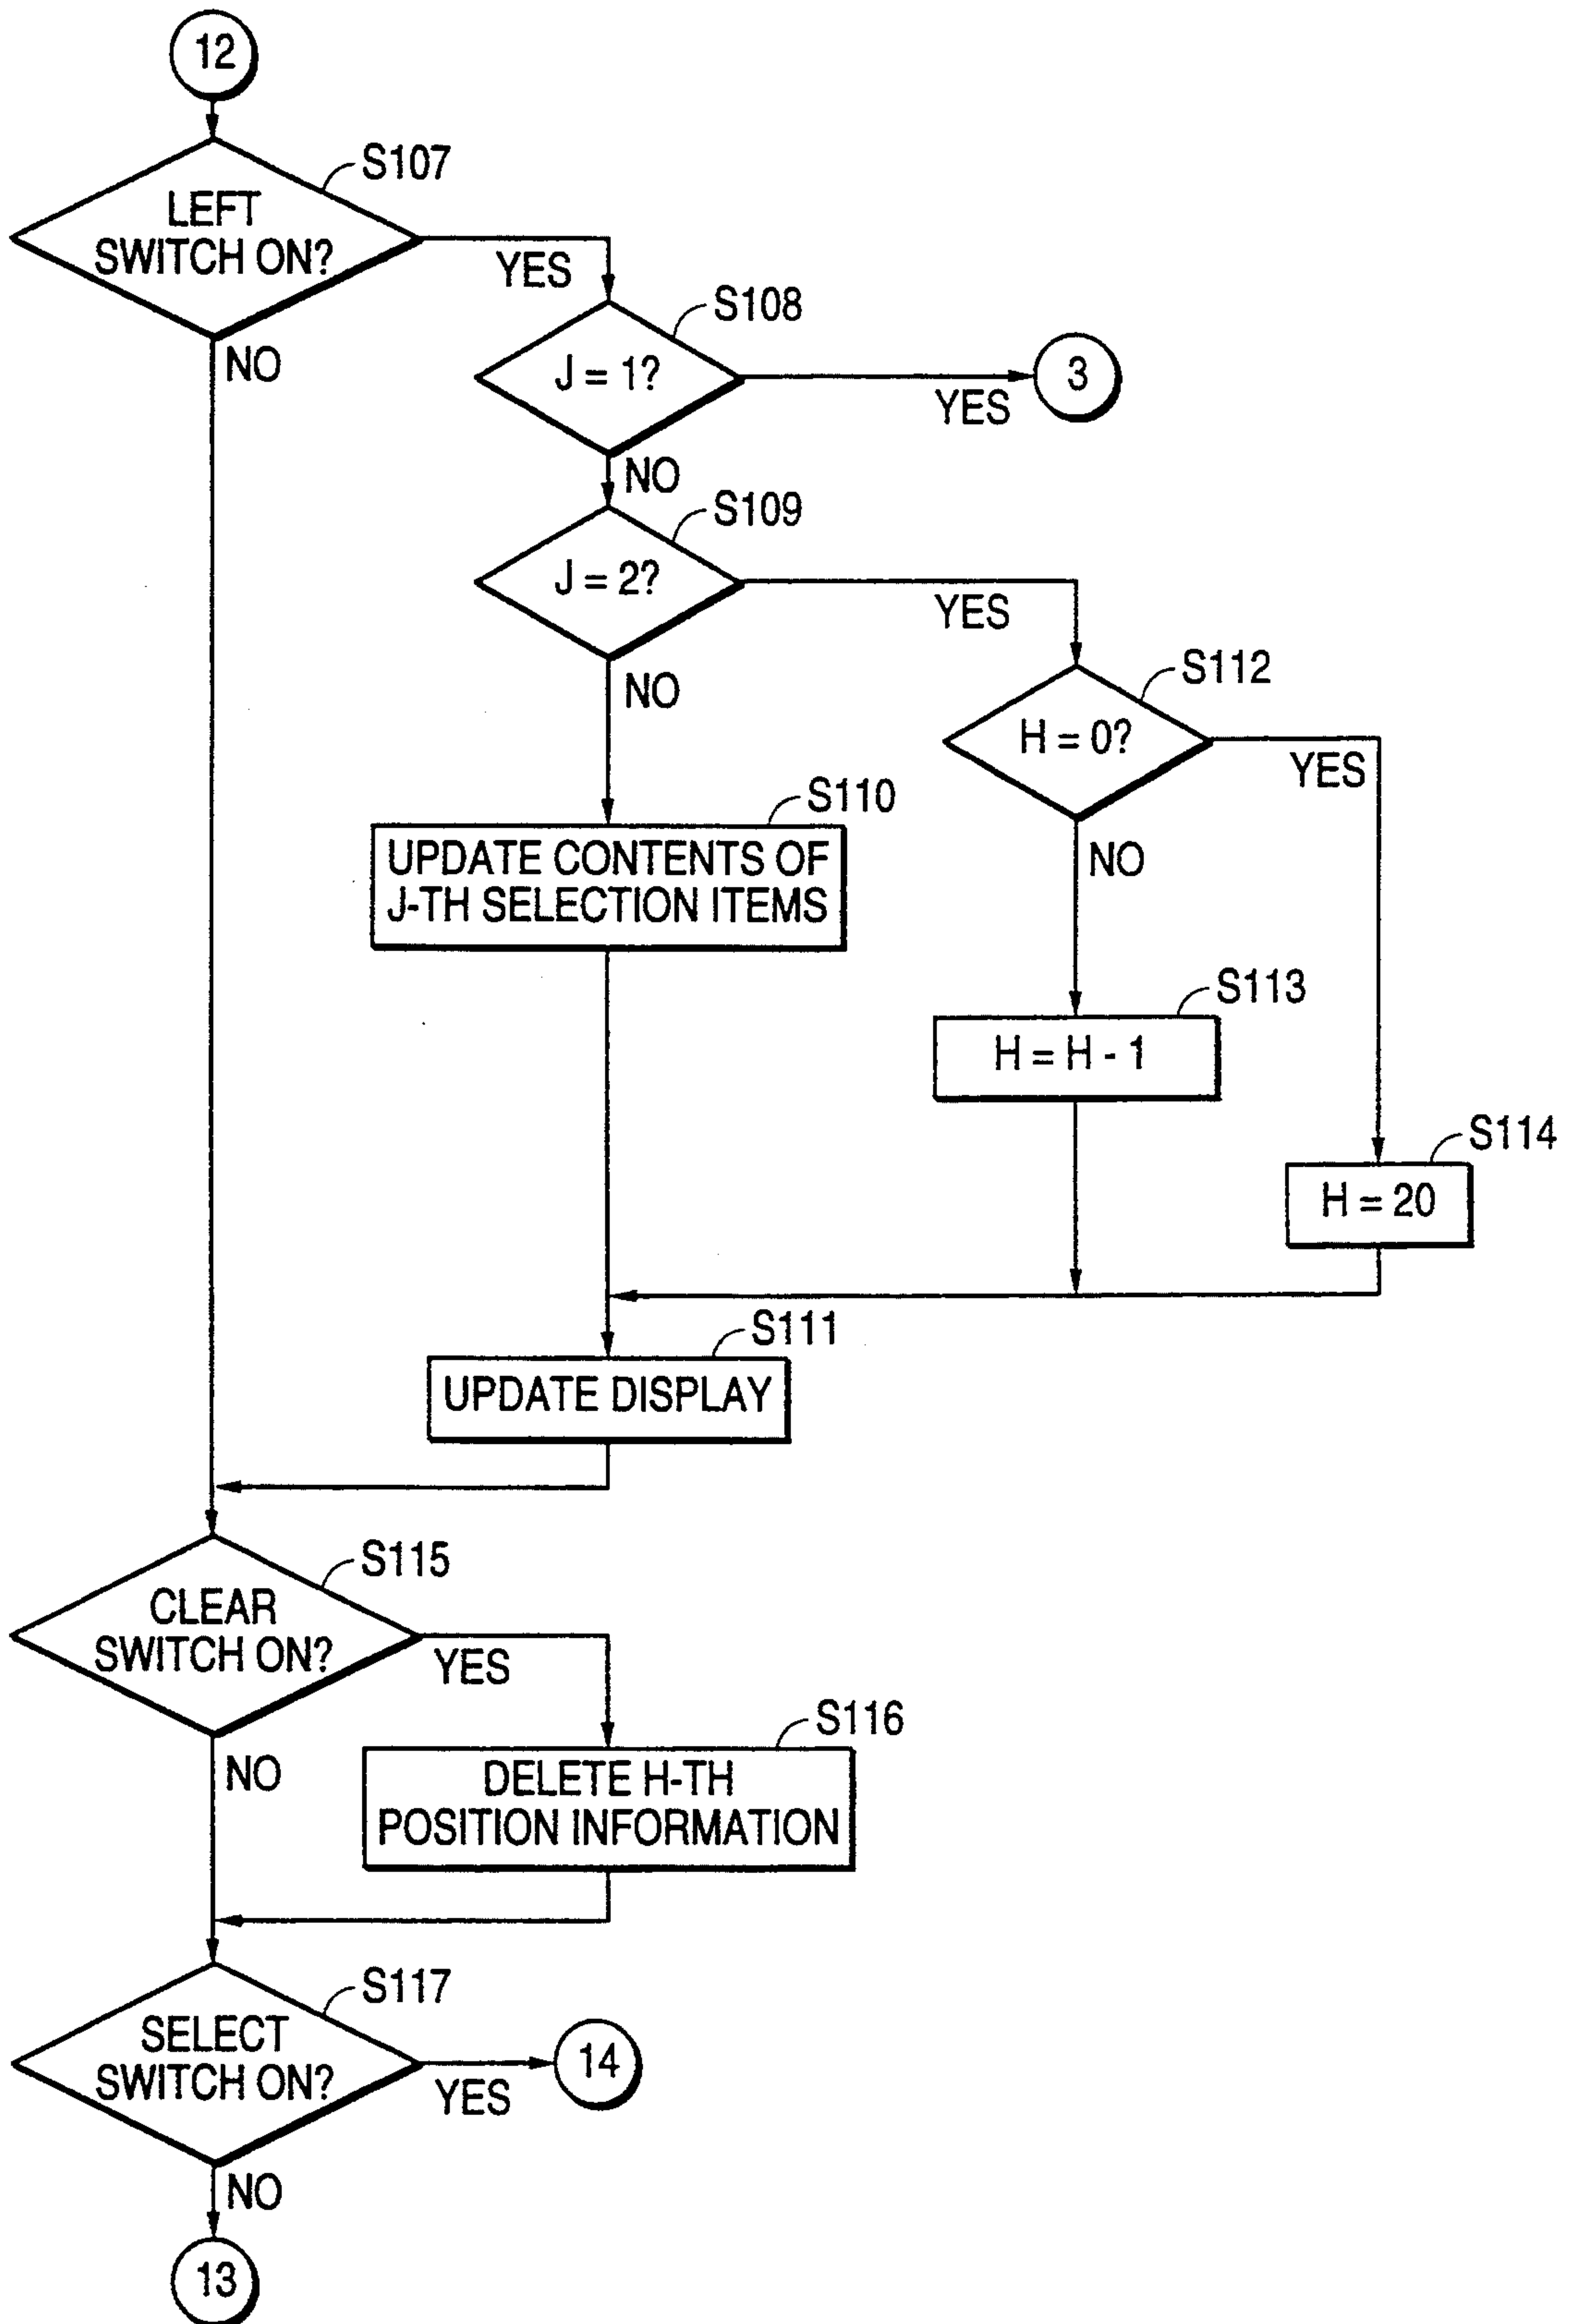 12
S107
LEFT
SWITCH ON?
YES
NO
S108
J = 1?
YES
3
NO
S109
J = 2?
YES
NO
S112
H = 0?
YES
NO
S110
UPDATE CONTENTS OF
J-TH SELECTION ITEMS
S113
H = H - 1
S114
H = 20
S111
UPDATE DISPLAY
S115
CLEAR
SWITCH ON?
YES
NO
S116
DELETE H-TH
POSITION INFORMATION
S117
SELECT
SWITCH ON?
YES
14
NO
13